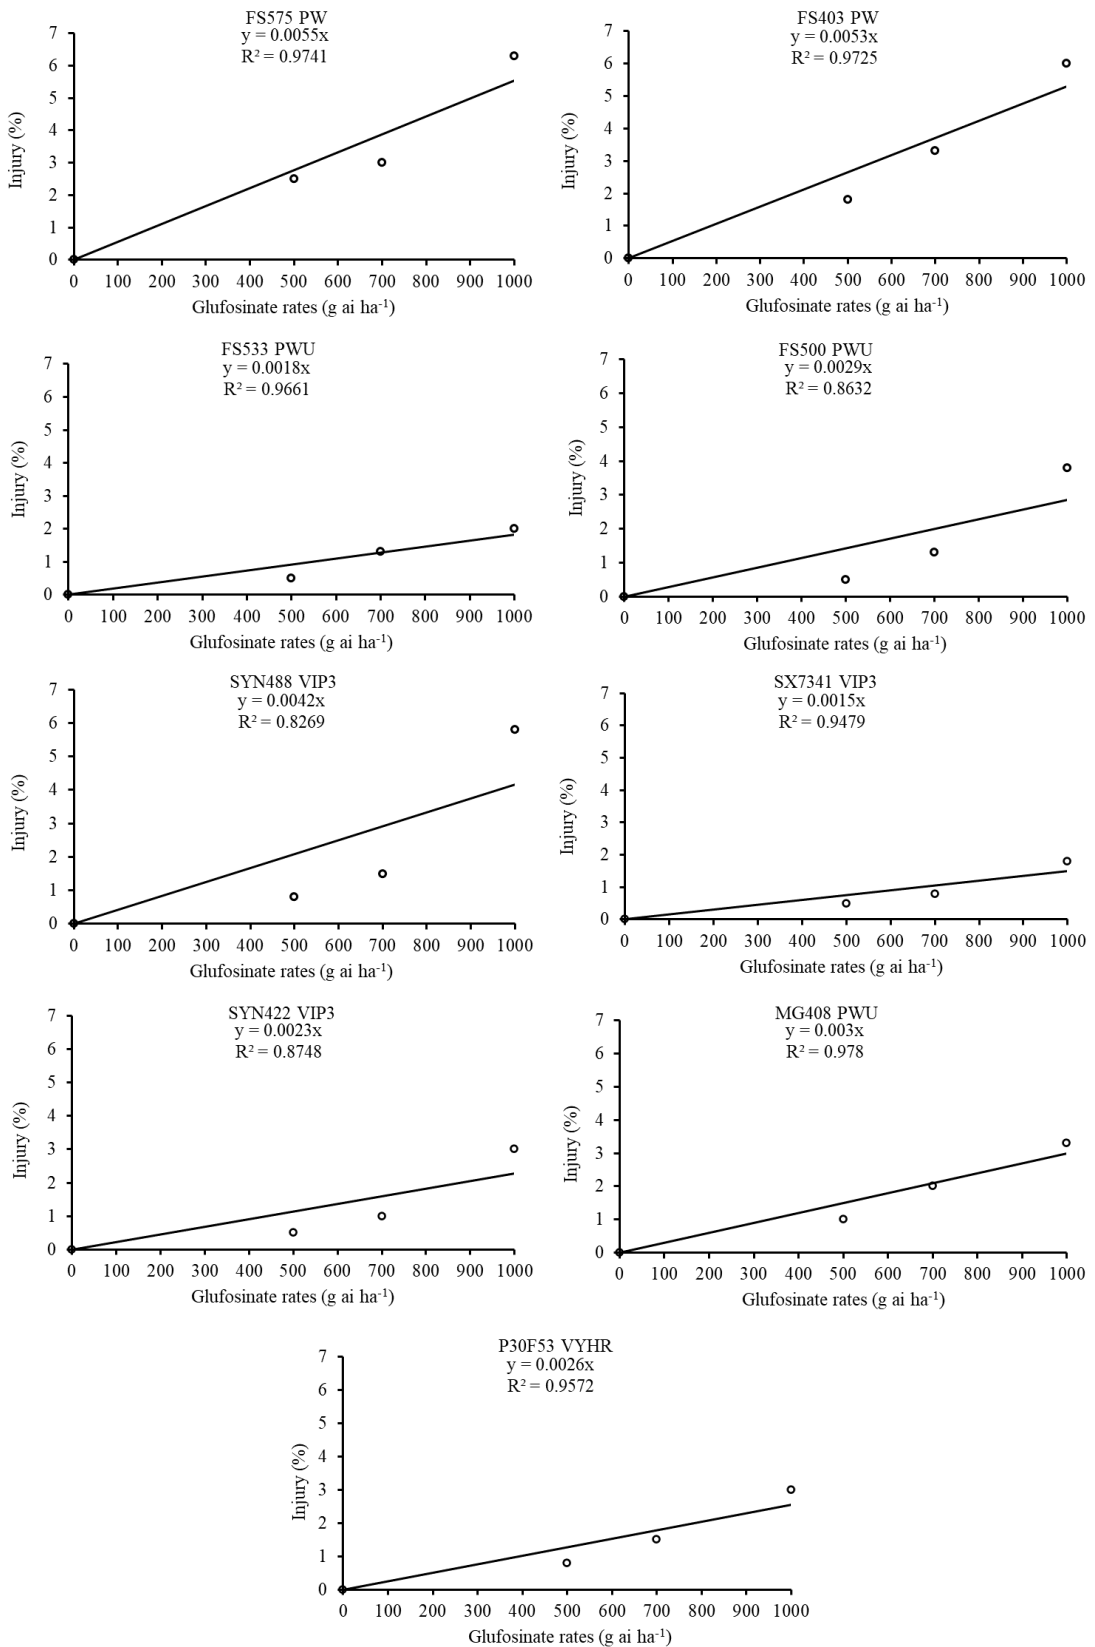 FS575 PW
y = 0.0055x
R² = 0.9741
7
6
5
4
3
2
1
0
Injury (%)
0 100 200 300 400 500 600 700 800 900 1000
Glufosinate rates (g ai ha⁻¹)
FS403 PW
y = 0.0053x
R² = 0.9725
7
6
5
4
3
2
1
0
Injury (%)
0 100 200 300 400 500 600 700 800 900 1000
Glufosinate rates (g ai ha⁻¹)
FS533 PWU
y = 0.0018x
R² = 0.9661
7
6
5
4
3
2
1
0
Injury (%)
0 100 200 300 400 500 600 700 800 900 1000
Glufosinate rates (g ai ha⁻¹)
FS500 PWU
y = 0.0029x
R² = 0.8632
7
6
5
4
3
2
1
0
Injury (%)
0 100 200 300 400 500 600 700 800 900 1000
Glufosinate rates (g ai ha⁻¹)
SYN488 VIP3
y = 0.0042x
R² = 0.8269
7
6
5
4
3
2
1
0
Injury (%)
0 100 200 300 400 500 600 700 800 900 1000
Glufosinate rates (g ai ha⁻¹)
SX7341 VIP3
y = 0.0015x
R² = 0.9479
7
6
5
4
3
2
1
0
Injury (%)
0 100 200 300 400 500 600 700 800 900 1000
Glufosinate rates (g ai ha⁻¹)
SYN422 VIP3
y = 0.0023x
R² = 0.8748
7
6
5
4
3
2
1
0
Injury (%)
0 100 200 300 400 500 600 700 800 900 1000
Glufosinate rates (g ai ha⁻¹)
MG408 PWU
y = 0.003x
R² = 0.978
7
6
5
4
3
2
1
0
Injury (%)
0 100 200 300 400 500 600 700 800 900 1000
Glufosinate rates (g ai ha⁻¹)
P30F53 VYHR
y = 0.0026x
R² = 0.9572
7
6
5
4
3
2
1
0
Injury (%)
0 100 200 300 400 500 600 700 800 900 1000
Glufosinate rates (g ai ha⁻¹)